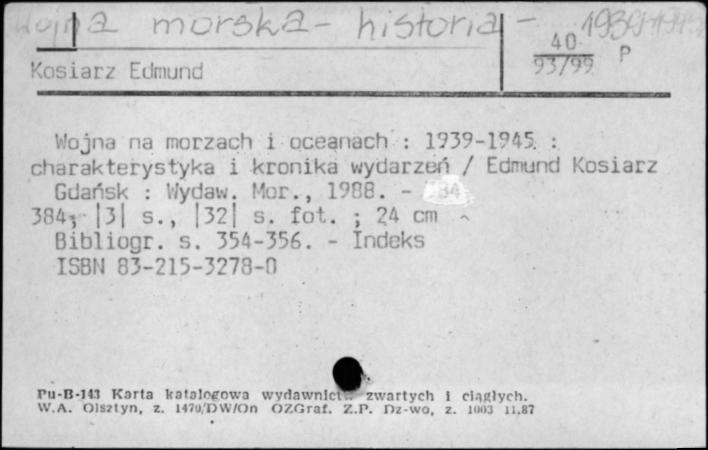 Wojna morska - historia - 1939-1945
40 P
93/99
Kosiarz Edmund
Wojna na morzach i oceanach : 1939-1945. :
charakterystyka i kronika wydarzeń / Edmund Kosiarz
Gdańsk : Wydaw. Mor., 1988. -
384, |3| s., |32| s. fot. ; 24 cm
Bibliogr. s. 354-356. - Indeks
ISBN 83-215-3278-0
Pu-B-143 Karta katalogowa wydawnictw zwartych i ciągłych.
W.A. Olsztyn, z. 1470/DW/On OZGraf. Z.P. Dz-wo, z. 1003 11.87